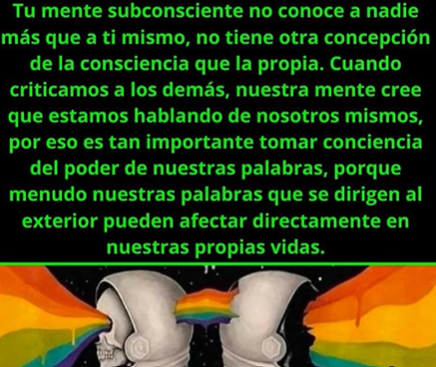 Tu mente subconsciente no conoce a nadie
más que a ti mismo, no tiene otra concepción
de la consciencia que la propia. Cuando
criticamos a los demás, nuestra mente cree
que estamos hablando de nosotros mismos,
por eso es tan importante tomar conciencia
del poder de nuestras palabras, porque
menudo nuestras palabras que se dirigen al
exterior pueden afectar directamente en
nuestras propias vidas.